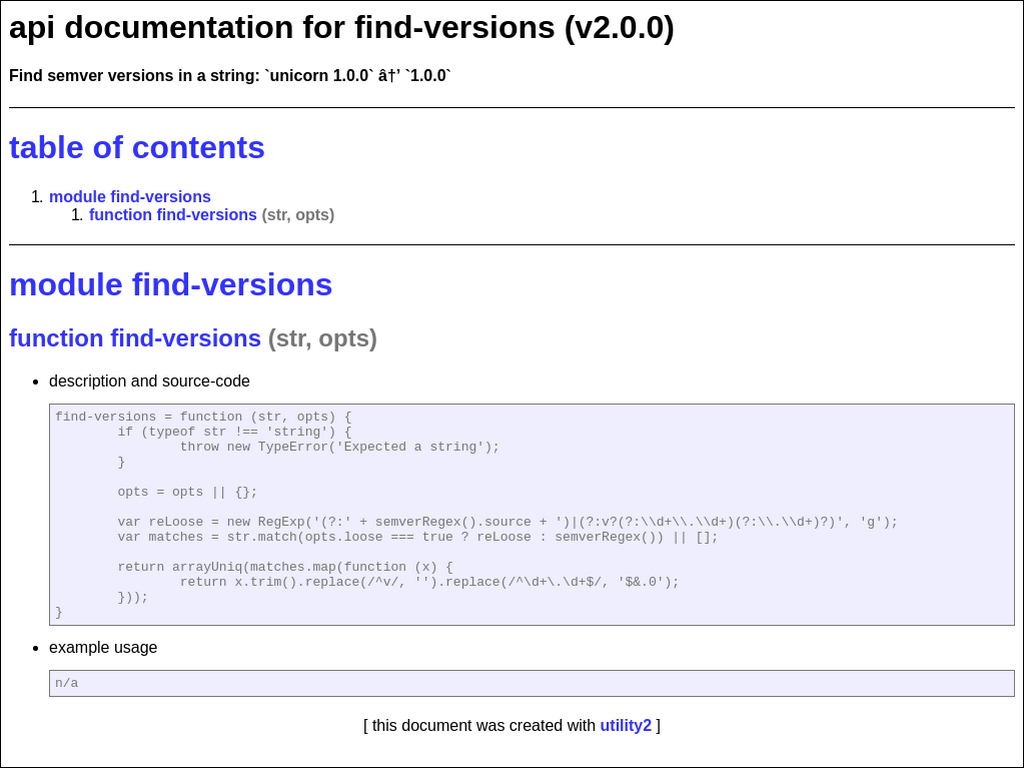 api documentation for find-versions (v2.0.0)
Find semver versions in a string: `unicorn 1.0.0` â†’ `1.0.0`
table of contents
1. module find-versions
1. function find-versions (str, opts)
module find-versions
function find-versions (str, opts)
• description and source-code
find-versions = function (str, opts) {
        if (typeof str !== 'string') {
                throw new TypeError('Expected a string');
        }
        opts = opts || {};
        var reLoose = new RegExp('(?:' + semverRegex().source + ')|(?:v?(?:\\d+\\.\\d+)(?:\\.\\d+)?)', 'g');
        var matches = str.match(opts.loose === true ? reLoose : semverRegex()) || [];
        return arrayUniq(matches.map(function (x) {
                return x.trim().replace(/^v/, '').replace(/^\d+\.\d+$/, '$&.0');
        }));
}
• example usage
n/a
[ this document was created with utility2 ]